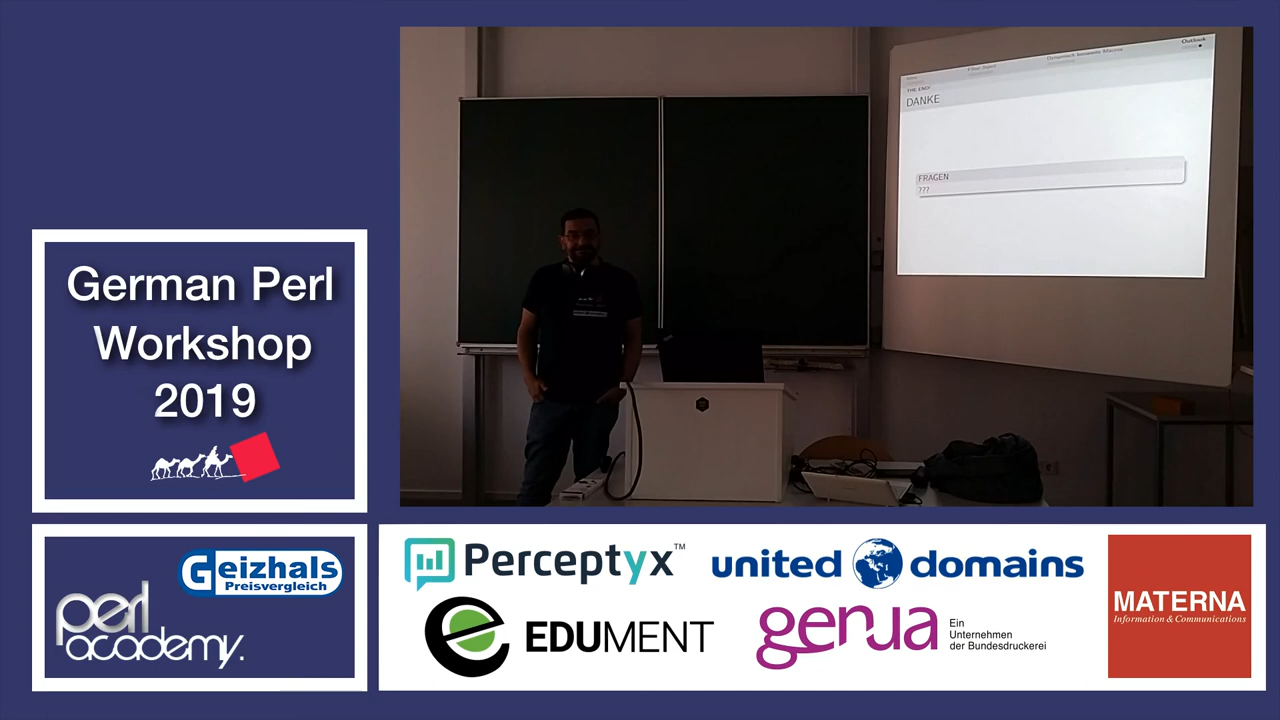 German Perl
Workshop
2019
Outlook
THE END!
DANKE
FRAGEN
???
perl
academy.
Geizhals
Preisvergleich
Perceptyx™
united domains
EDUMENT
genua
Ein
Unternehmen
der Bundesdruckerei
MATERNA
Information & Communications